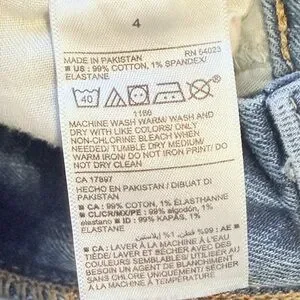 4
MADE IN PAKISTAN RN 54023
■ US : 99% COTTON, 1% SPANDEX/
ELASTANE
40
1186
MACHINE WASH WARM/ WASH AND
DRY WITH LIKE COLORS/ ONLY
NON-CHLORINE BLEACH WHEN
NEEDED/ TUMBLE DRY MEDIUM/
WARM IRON/ DO NOT IRON PRINT/ DO
NOT DRY CLEAN
CA 17897
HECHO EN PAKISTAN / DIBUAT DI
PAKISTAN
■ CA : 99% COTON, 1% ÉLASTHANNE
■ CL/CR/MX/PE : 99% algodón, 1%
elastano ■ ID : 99% KAPAS, 1%
ELASTANE
■ AE : 99% قطن، 1% إيلاستين
■ CA : LAVER À LA MACHINE À L'EAU
TIÈDE/ LAVER ET SÉCHER AVEC DES
COULEURS SEMBLABLES/ UTILISER AU
BESOIN UN AGENT DE BLANCHIMENT
SANS CHLORE UNIQUEMENT/ SÉCHER
À LA MACHINE À TEMPÉRATURE